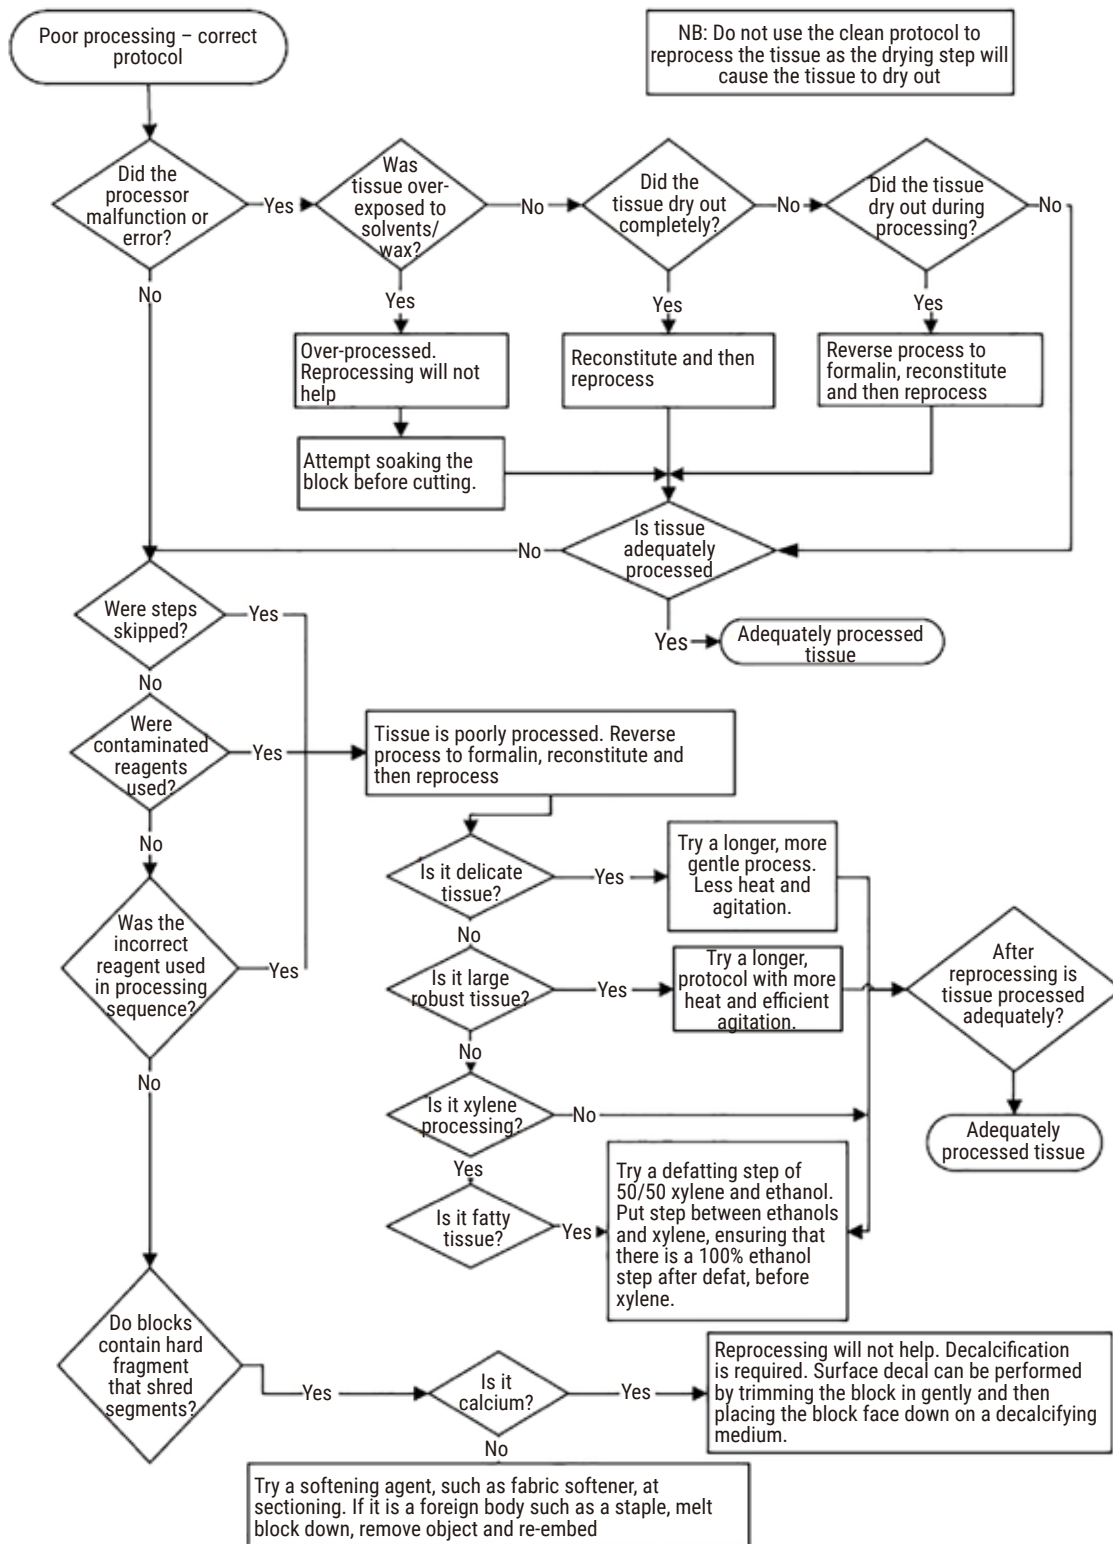 Poor processing – correct
protocol
NB: Do not use the clean protocol to
reprocess the tissue as the drying step will
cause the tissue to dry out
Did the
processor
malfunction or
error?
Yes
Was
tissue over-
exposed to
solvents/
wax?
No
Did the
tissue dry out
completely?
No
Did the tissue
dry out during
processing?
No
No
Yes
Yes
Yes
Over-processed.
Reprocessing will not
help
Reconstitute and then
reprocess
Reverse process to
formalin, reconstitute
and then reprocess
Attempt soaking the
block before cutting.
Is tissue
adequately
processed
No
Yes
Adequately processed
tissue
Were steps
skipped?
Yes
No
Were
contaminated
reagents
used?
Yes
Tissue is poorly processed. Reverse
process to formalin, reconstitute and
then reprocess
No
Was the
incorrect
reagent used
in processing
sequence?
Yes
No
Is it delicate
tissue?
Yes
Try a longer, more
gentle process.
Less heat and
agitation.
No
Is it large
robust tissue?
Yes
Try a longer,
protocol with more
heat and efficient
agitation.
After
reprocessing is
tissue processed
adequately?
No
Is it xylene
processing?
No
Adequately
processed tissue
Yes
Is it fatty
tissue?
Yes
Try a defatting step of
50/50 xylene and ethanol.
Put step between ethanols
and xylene, ensuring that
there is a 100% ethanol
step after defat, before
xylene.
Do blocks
contain hard
fragment
that shred
segments?
Yes
Is it
calcium?
Yes
Reprocessing will not help. Decalcification
is required. Surface decal can be performed
by trimming the block in gently and then
placing the block face down on a decalcifying
medium.
No
Try a softening agent, such as fabric softener, at
sectioning. If it is a foreign body such as a staple, melt
block down, remove object and re-embed